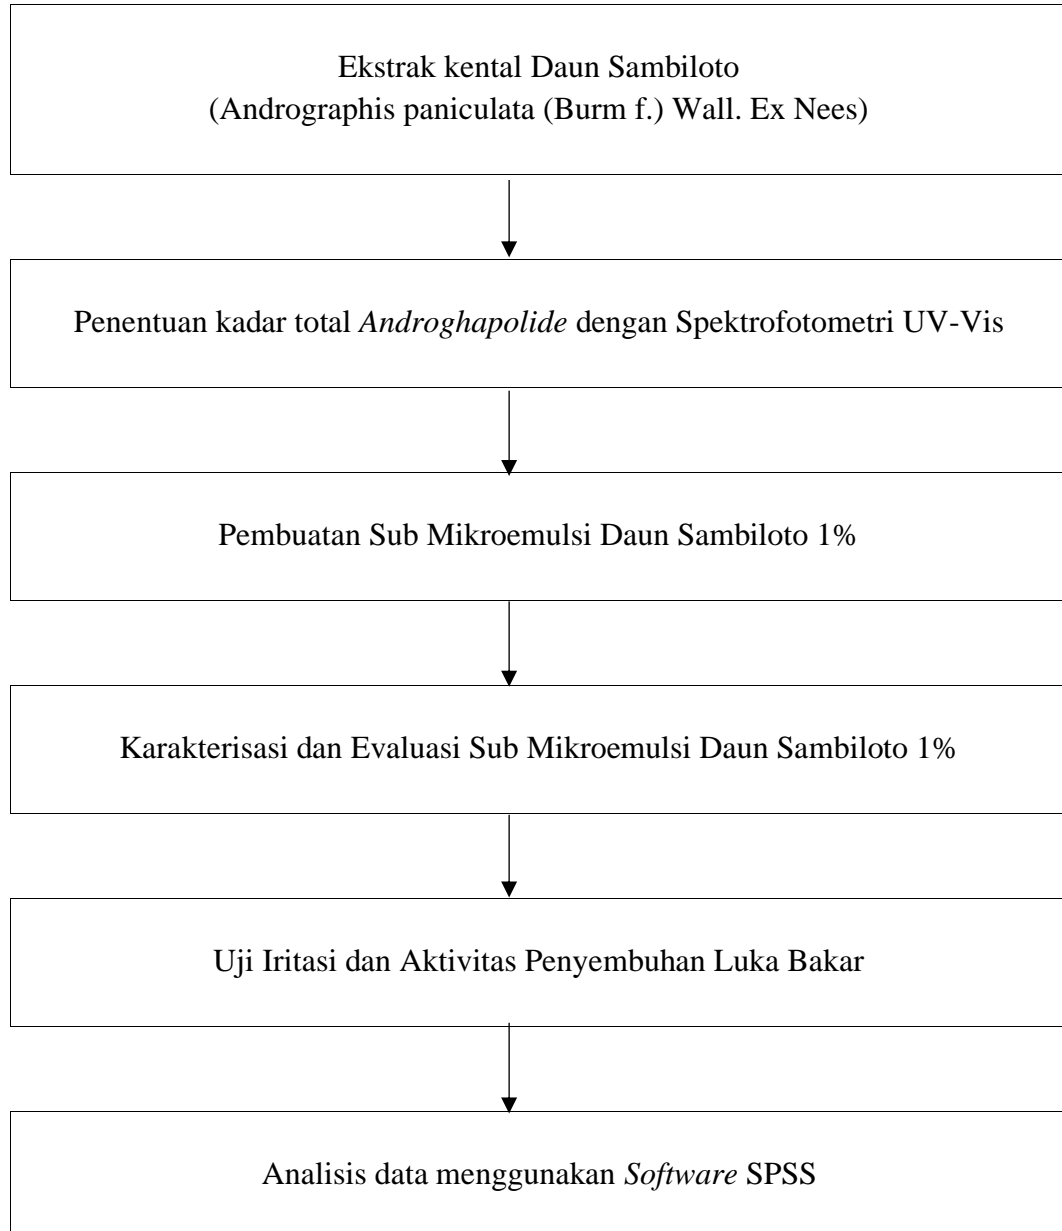 Ekstrak kental Daun Sambiloto
(Andrographis paniculata (Burm f.) Wall. Ex Nees)
Penentuan kadar total Androghapolide dengan Spektrofotometri UV-Vis
Pembuatan Sub Mikroemulsi Daun Sambiloto 1%
Karakterisasi dan Evaluasi Sub Mikroemulsi Daun Sambiloto 1%
Uji Iritasi dan Aktivitas Penyembuhan Luka Bakar
Analisis data menggunakan Software SPSS